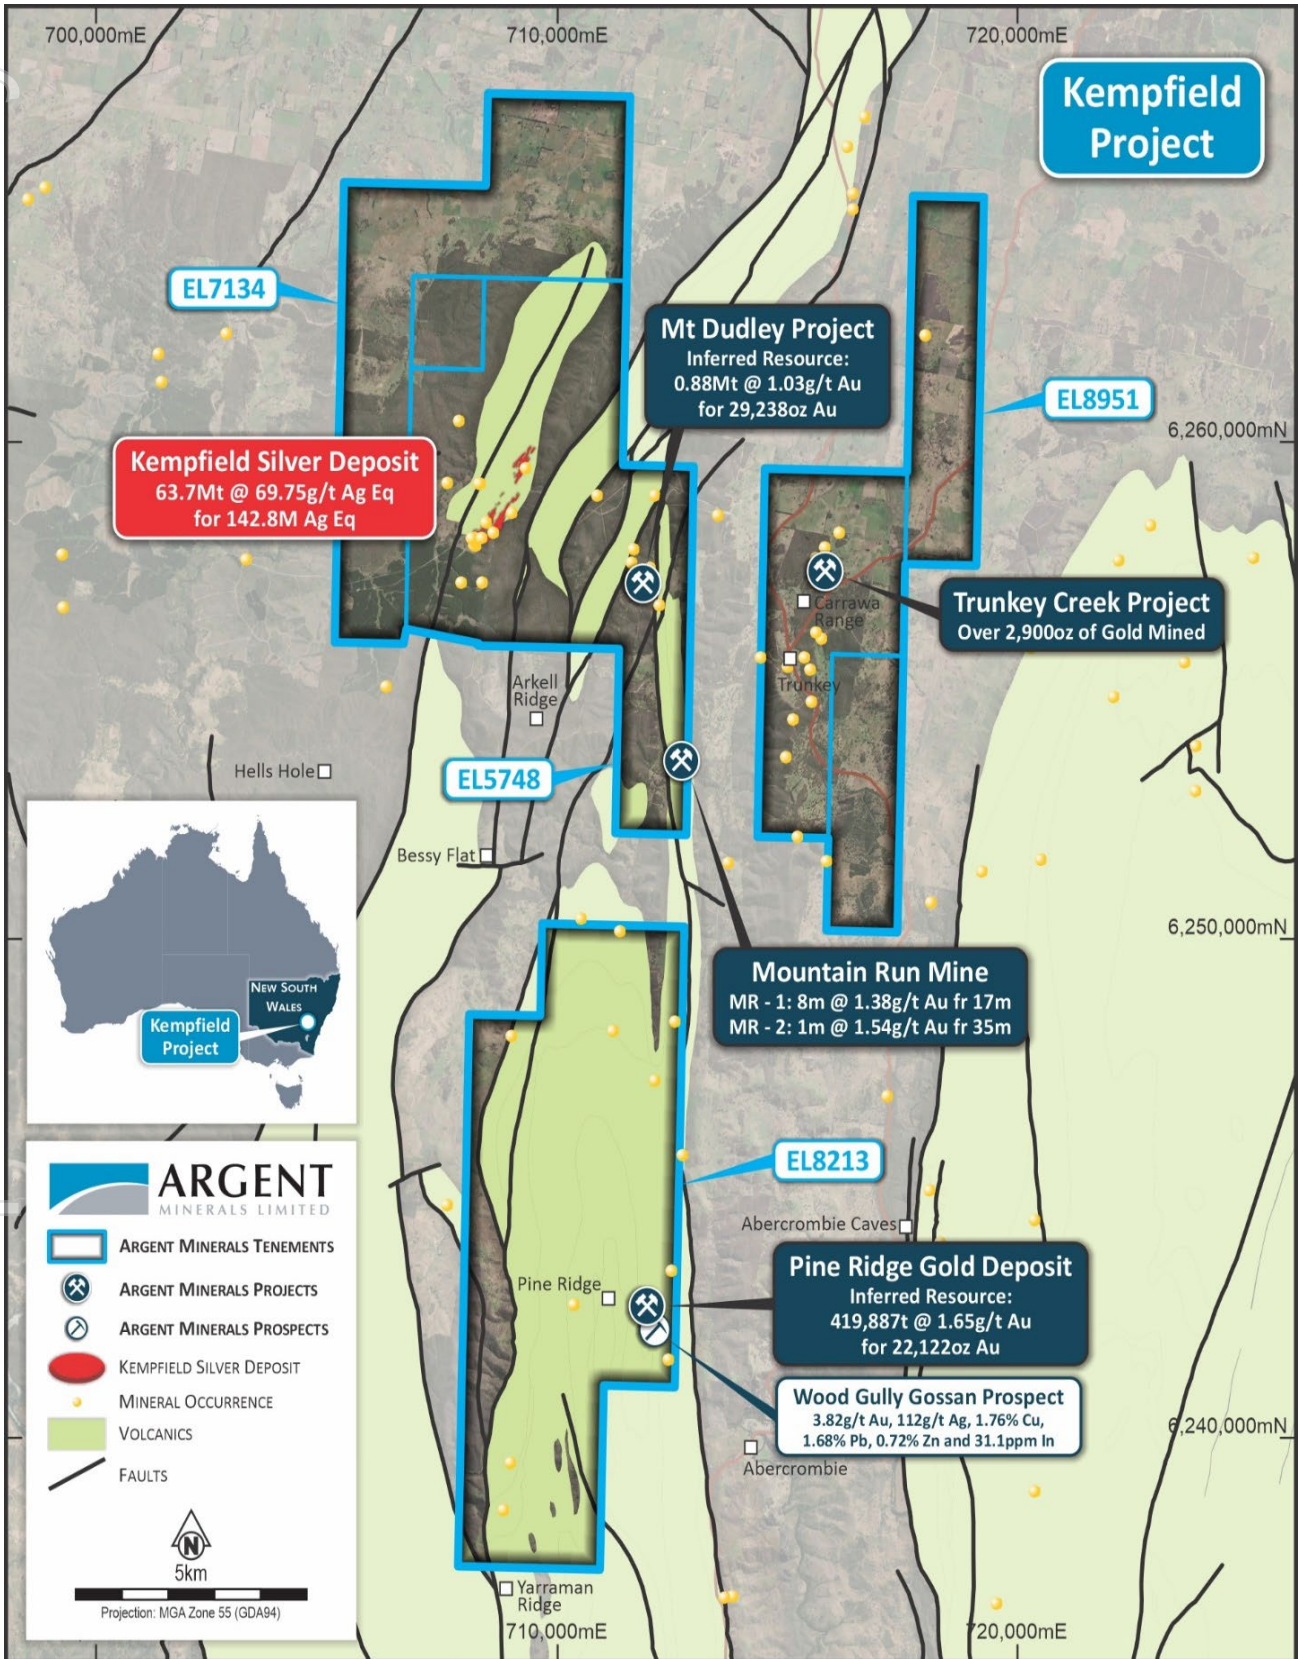 700,000mE
710,000mE
720,000mE
Kempfield
Project
EL7134
Mt Dudley Project
Inferred Resource:
0.88Mt @ 1.03g/t Au
for 29,238oz Au
EL8951
6,260,000mN
Kempfield Silver Deposit
63.7Mt @ 69.75g/t Ag Eq
for 142.8M Ag Eq
Trunkey Creek Project
Over 2,900oz of Gold Mined
Carrawa
Range
Trunkey
Arkell
Ridge
Hells Hole
EL5748
Bessy Flat
6,250,000mN
Mountain Run Mine
MR - 1: 8m @ 1.38g/t Au fr 17m
MR - 2: 1m @ 1.54g/t Au fr 35m
NEW SOUTH
WALES
Kempfield
Project
EL8213
Abercrombie Caves
Pine Ridge
Pine Ridge Gold Deposit
Inferred Resource:
419,887t @ 1.65g/t Au
for 22,122oz Au
Wood Gully Gossan Prospect
3.82g/t Au, 112g/t Ag, 1.76% Cu,
1.68% Pb, 0.72% Zn and 31.1ppm In
6,240,000mN
Abercrombie
Yarraman
Ridge
710,000mE
720,000mE
ARGENT
MINERALS LIMITED
ARGENT MINERALS TENEMENTS
ARGENT MINERALS PROJECTS
ARGENT MINERALS PROSPECTS
KEMPFIELD SILVER DEPOSIT
MINERAL OCCURRENCE
VOLCANICS
FAULTS
N
5km
Projection: MGA Zone 55 (GDA94)